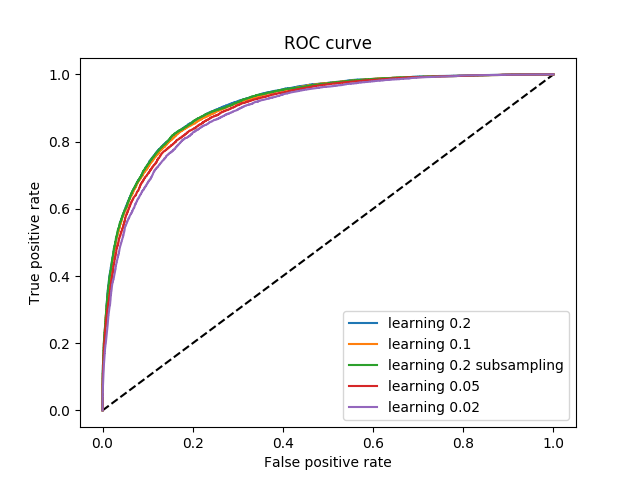 ROC curve
True positive rate
1.0
0.8
0.6
0.4
0.2
0.0
learning 0.2
learning 0.1
learning 0.2 subsampling
learning 0.05
learning 0.02
0.0 0.2 0.4 0.6 0.8 1.0
False positive rate